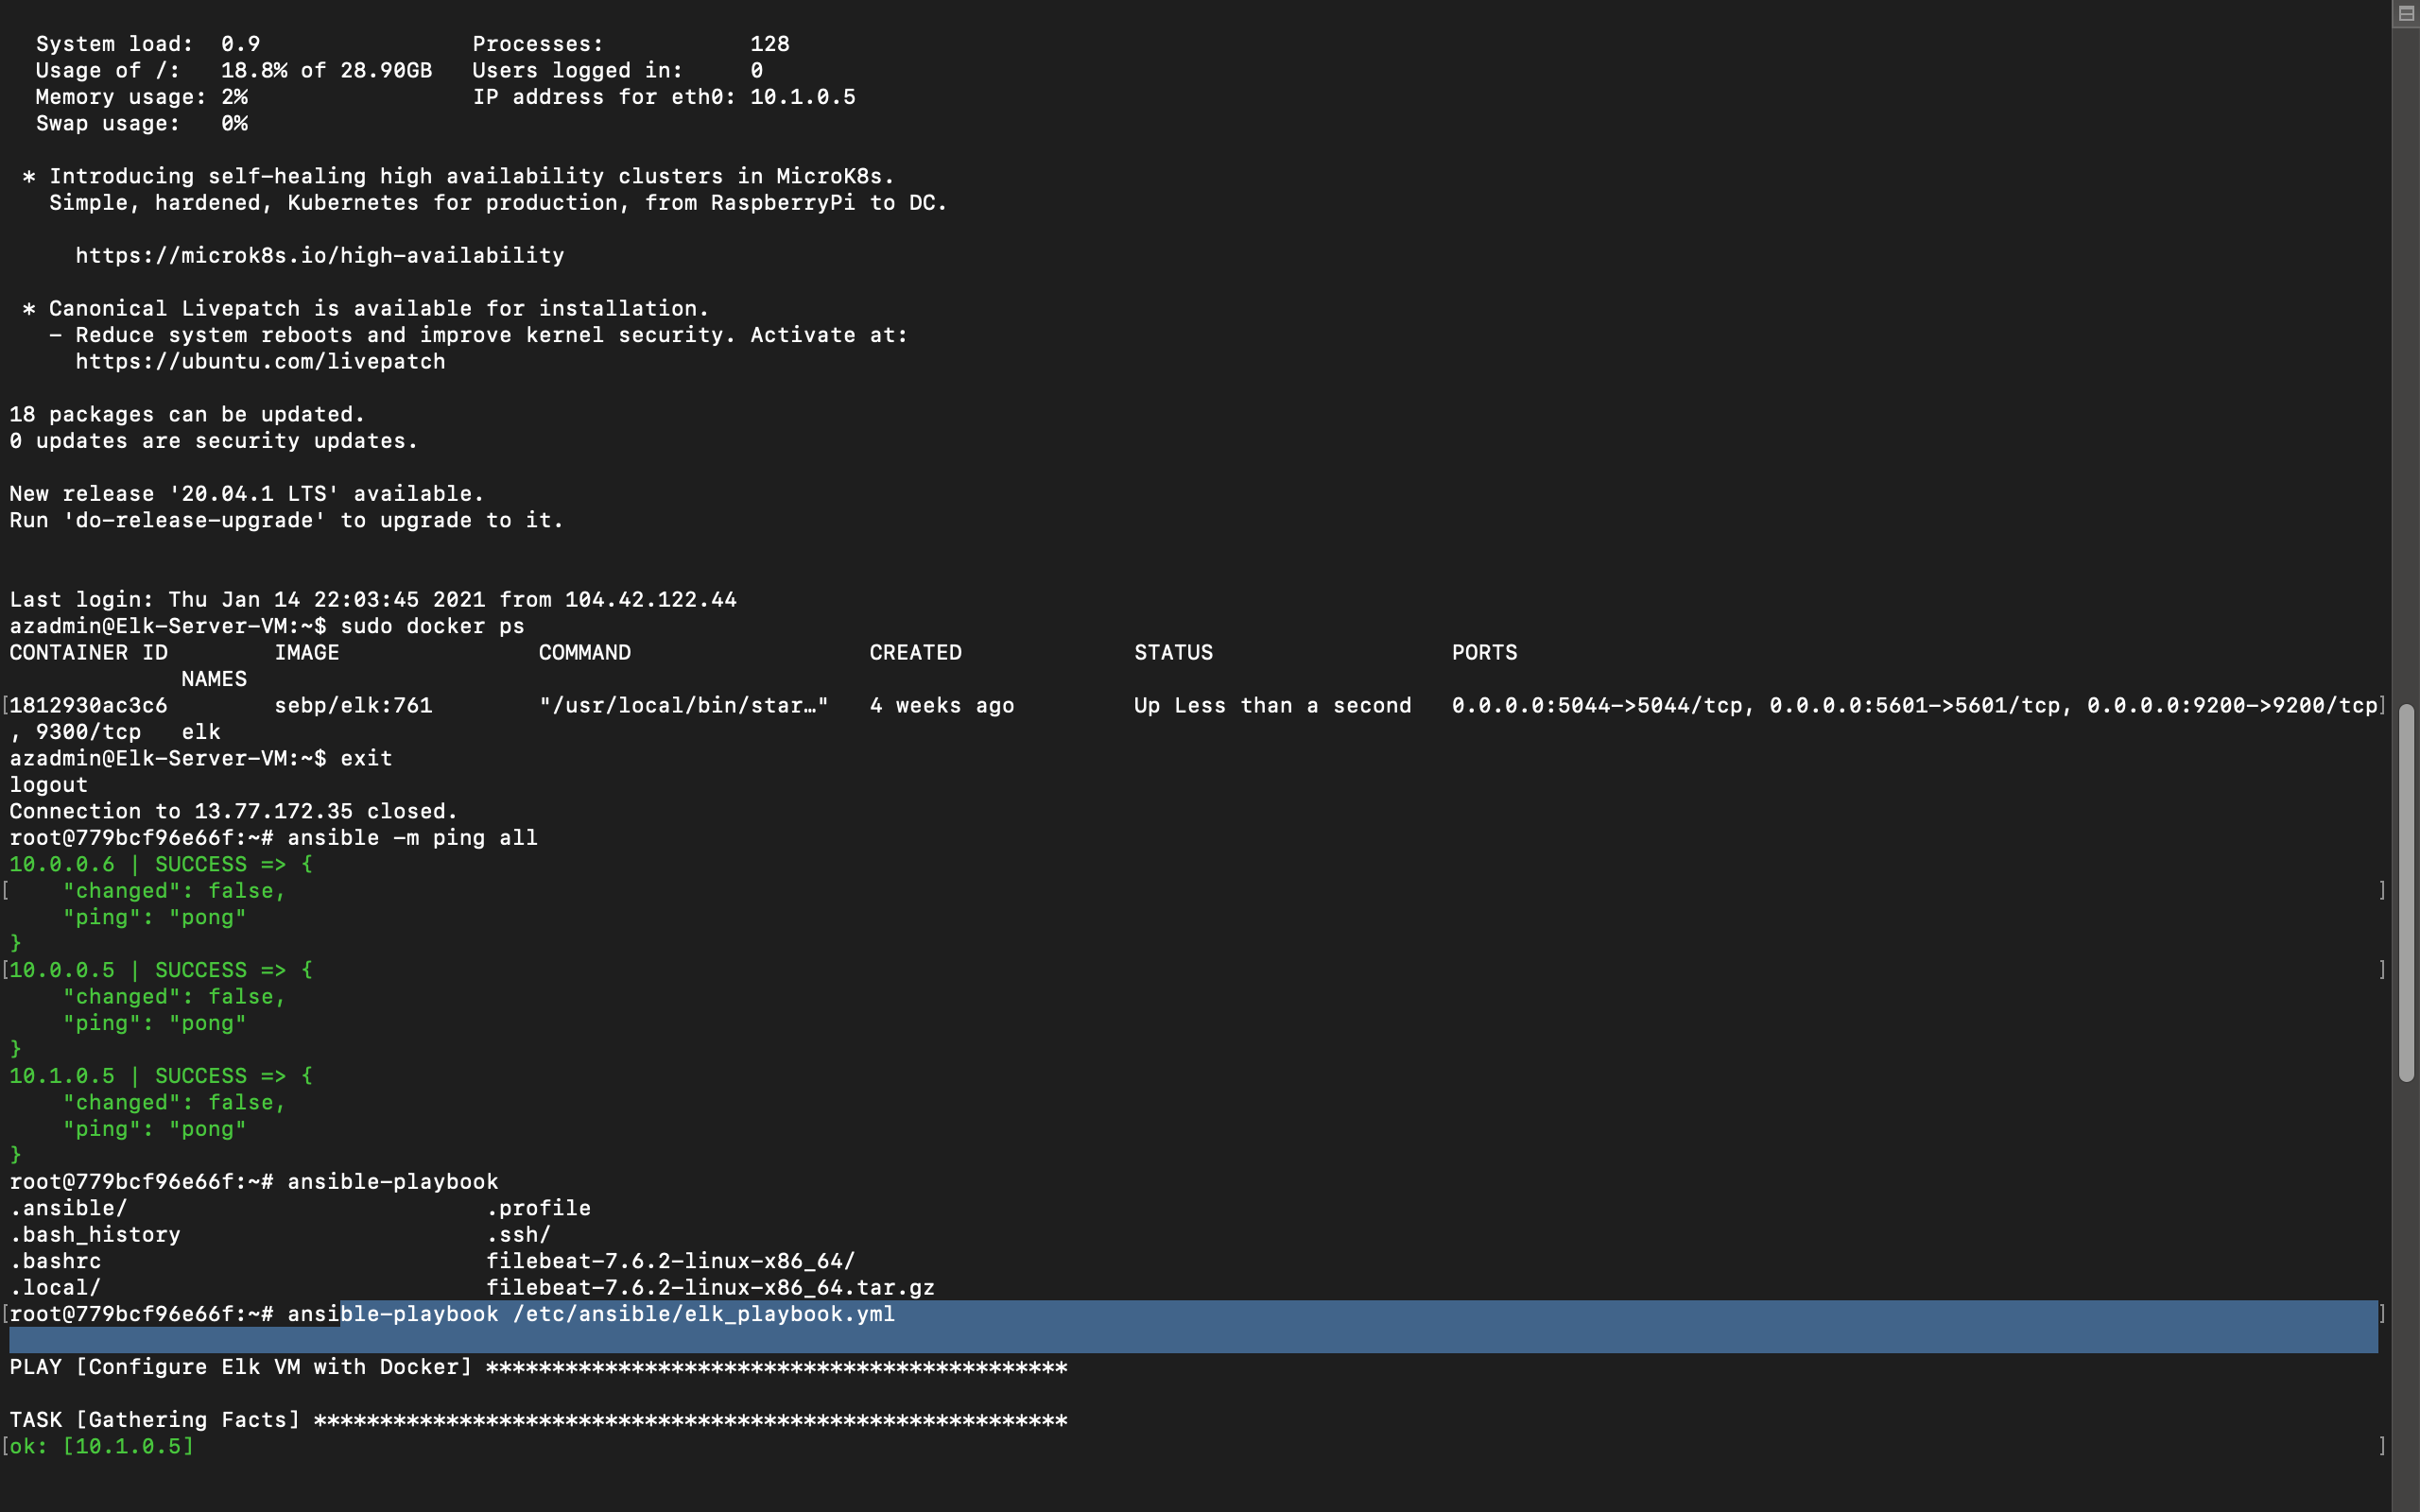 System load:  0.9                Processes:           128
Usage of /:   18.8% of 28.90GB   Users logged in:     0
Memory usage: 2%                 IP address for eth0: 10.1.0.5
Swap usage:   0%
* Introducing self-healing high availability clusters in MicroK8s.
Simple, hardened, Kubernetes for production, from RaspberryPi to DC.
https://microk8s.io/high-availability
* Canonical Livepatch is available for installation.
- Reduce system reboots and improve kernel security. Activate at:
https://ubuntu.com/livepatch
18 packages can be updated.
0 updates are security updates.
New release '20.04.1 LTS' available.
Run 'do-release-upgrade' to upgrade to it.
Last login: Thu Jan 14 22:03:45 2021 from 104.42.122.44
azadmin@Elk-Server-VM:~$ sudo docker ps
CONTAINER ID        IMAGE               COMMAND                  CREATED             STATUS                  PORTS
NAMES
[1812930ac3c6        sebp/elk:761        "/usr/local/bin/star…"   4 weeks ago         Up Less than a second   0.0.0.0:5044->5044/tcp, 0.0.0.0:5601->5601/tcp, 0.0.0.0:9200->9200/tcp]
, 9300/tcp   elk
azadmin@Elk-Server-VM:~$ exit
logout
Connection to 13.77.172.35 closed.
root@779bcf96e66f:~# ansible -m ping all
10.0.0.6 | SUCCESS => {
[    "changed": false,                    ]
"ping": "pong"
}
[10.0.0.5 | SUCCESS => {                    ]
"changed": false,
"ping": "pong"
}
10.1.0.5 | SUCCESS => {
"changed": false,
"ping": "pong"
}
root@779bcf96e66f:~# ansible-playbook
.ansible/                           .profile
.bash_history                       .ssh/
.bashrc                             filebeat-7.6.2-linux-x86_64/
.local/                             filebeat-7.6.2-linux-x86_64.tar.gz
[root@779bcf96e66f:~# ansible-playbook /etc/ansible/elk_playbook.yml                    ]
PLAY [Configure Elk VM with Docker] ********************************************
TASK [Gathering Facts] *********************************************************
[ok: [10.1.0.5]                    ]